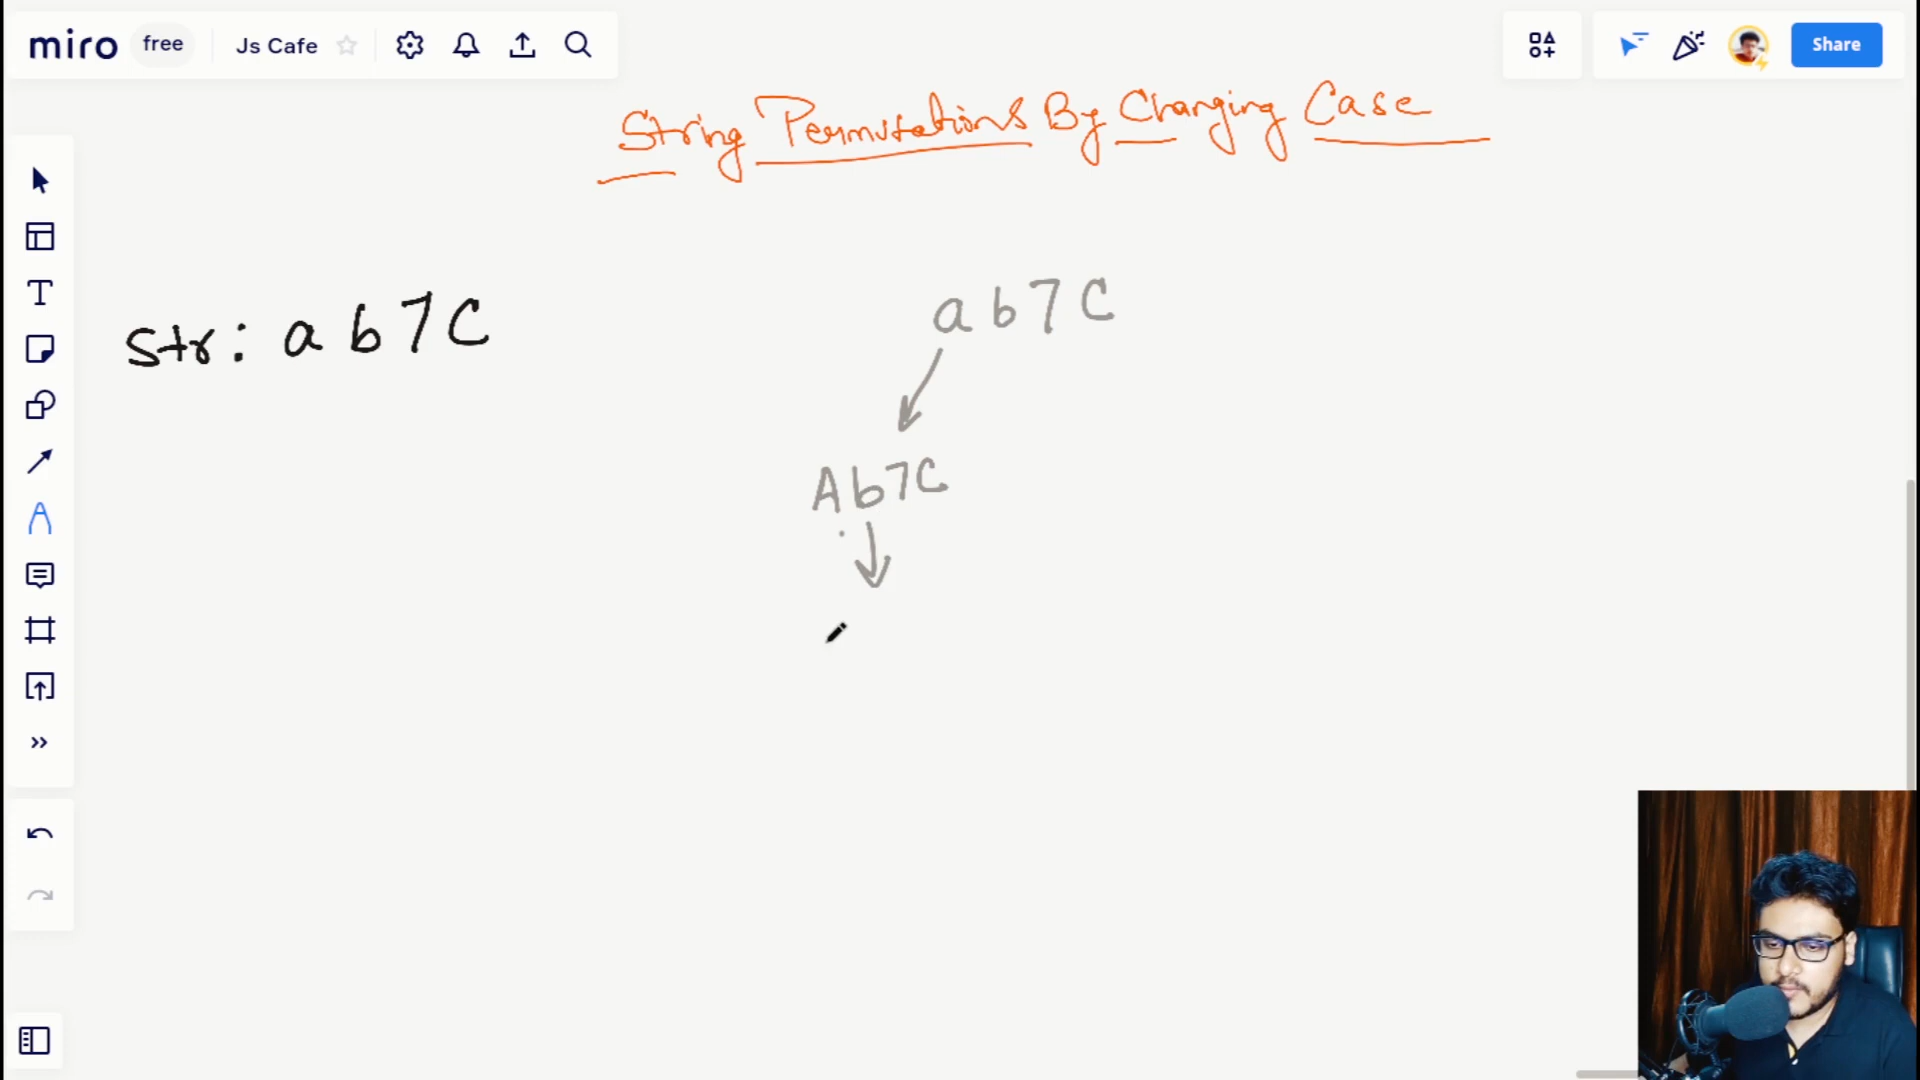 miro free Js Cafe Share
String Permutations By Changing Case
str: a b 7 C
a b 7 C
A b 7 C